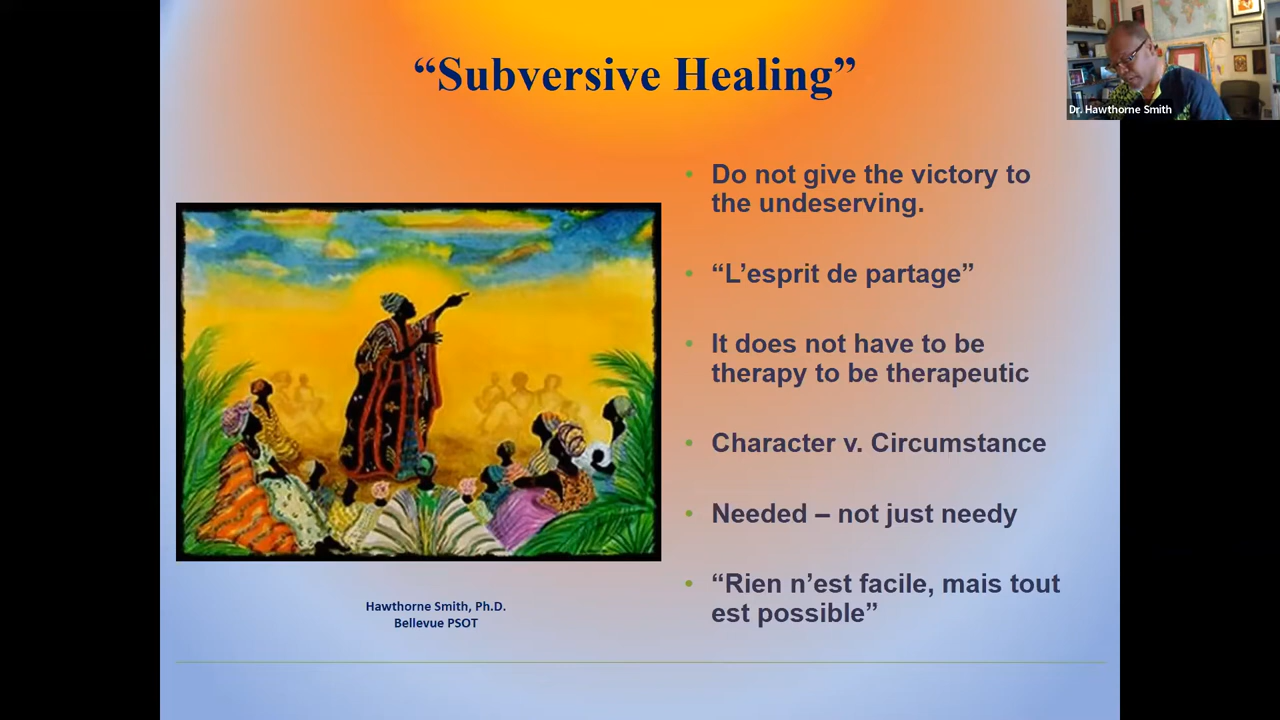 “Subversive Healing”
Dr. Hawthorne Smith
• Do not give the victory to
the undeserving.
• “L’esprit de partage”
• It does not have to be
therapy to be therapeutic
• Character v. Circumstance
• Needed – not just needy
• “Rien n’est facile, mais tout
est possible”
Hawthorne Smith, Ph.D.
Bellevue PSOT